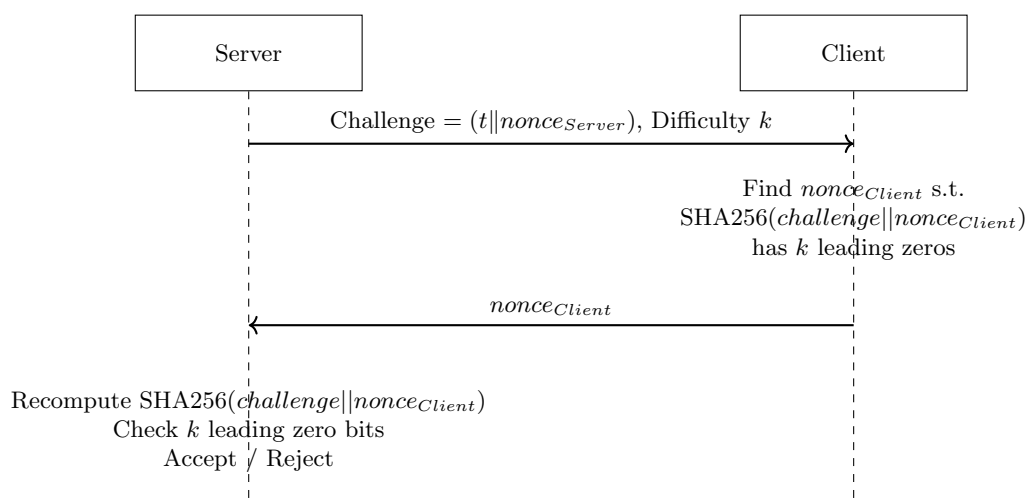 Server
Client
Challenge = (t‖nonce_Server), Difficulty k
Find nonce_Client s.t.
SHA256(challenge||nonce_Client)
has k leading zeros
nonce_Client
Recompute SHA256(challenge||nonce_Client)
Check k leading zero bits
Accept / Reject